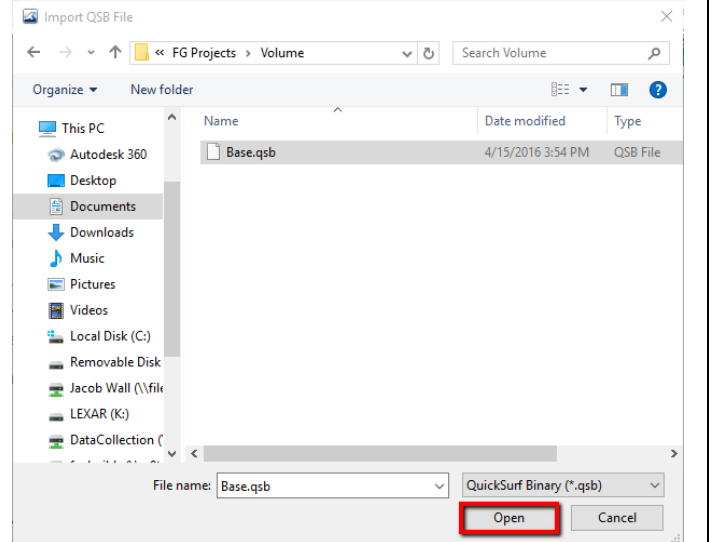 Import QSB File
« FG Projects > Volume
Search Volume
Organize
New folder
Name
Date modified
Type
This PC
Base.qsb
4/15/2016 3:54 PM
QSB File
Autodesk 360
Desktop
Documents
Downloads
Music
Pictures
Videos
Local Disk (C:)
Removable Disk
Jacob Wall (\\file
LEXAR (K:)
DataCollection (
File name: Base.qsb
QuickSurf Binary (*.qsb)
Open
Cancel